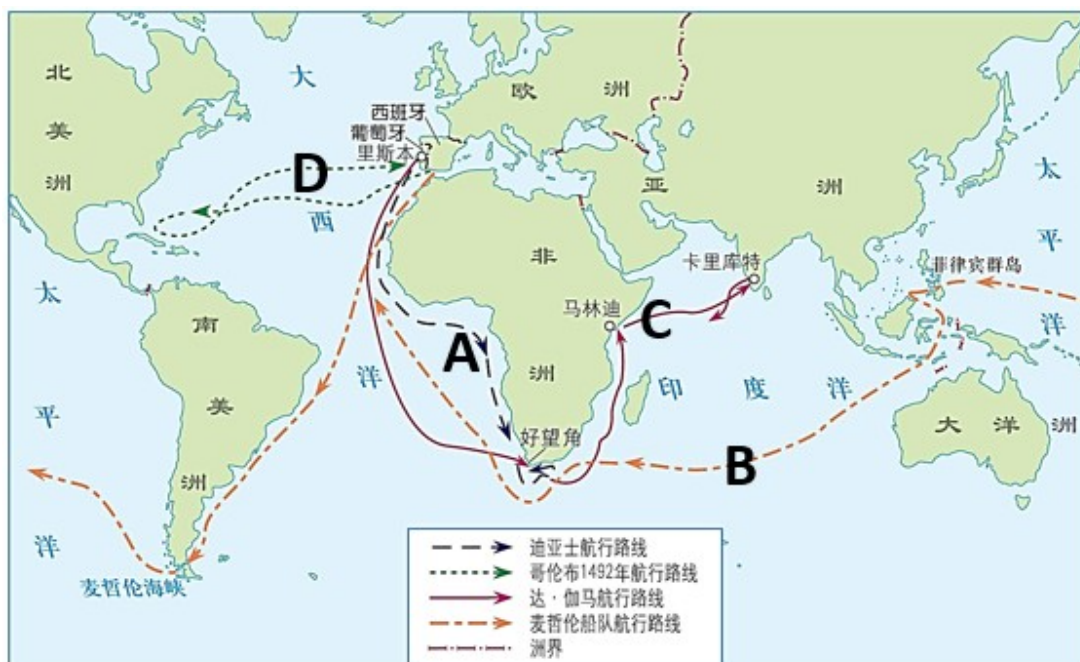 北美洲
大西洋
欧洲
西班牙
葡萄牙
里斯本
D
亚洲
太平洋
非洲
卡里库特
菲律宾群岛
马林迪
C
太平洋
南美洲
A
印度洋
大洋洲
好望角
B
麦哲伦海峡
迪亚士航行路线
哥伦布1492年航行路线
达·伽马航行路线
麦哲伦船队航行路线
洲界